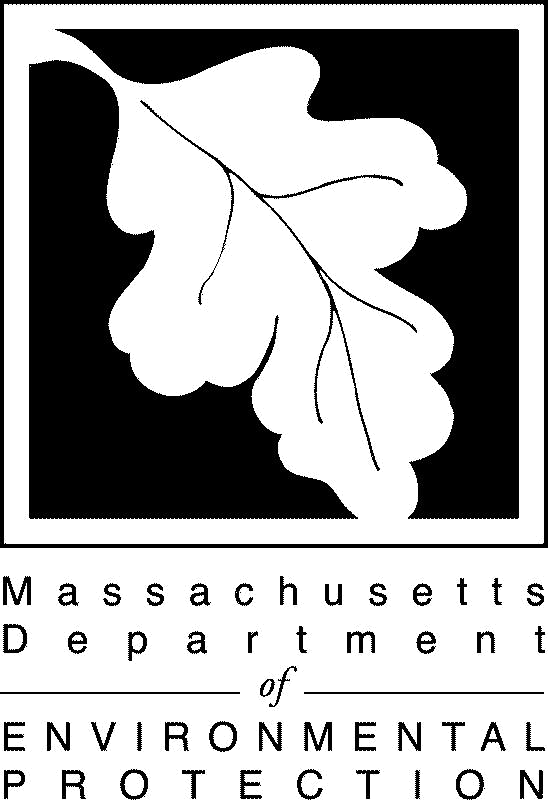 Massachusetts
Department
of
ENVIRONMENTAL
PROTECTION